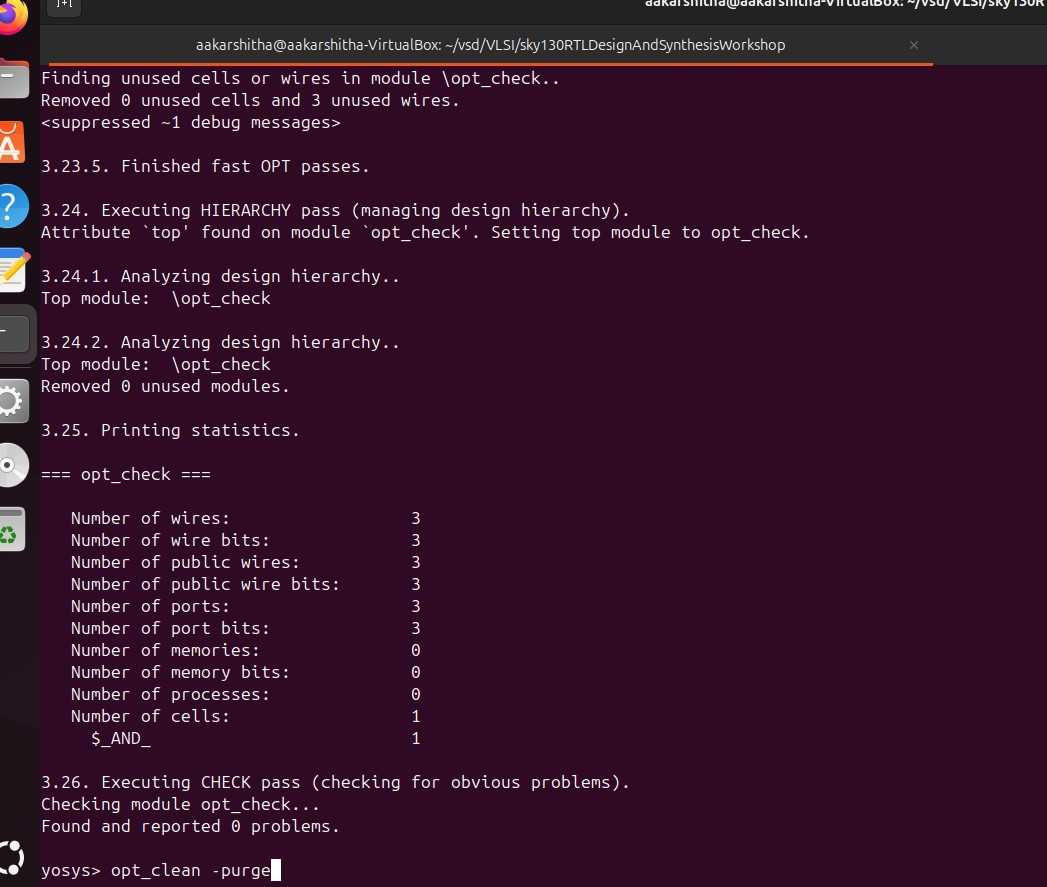 aakarshitha@aakarshitha-VirtualBox: ~/vsd/VLSI/sky130R
aakarshitha@aakarshitha-VirtualBox: ~/vsd/VLSI/sky130RTLDesignAndSynthesisWorkshop
Finding unused cells or wires in module \opt_check..
Removed 0 unused cells and 3 unused wires.
<suppressed ~1 debug messages>
3.23.5. Finished fast OPT passes.
3.24. Executing HIERARCHY pass (managing design hierarchy).
Attribute `top' found on module `opt_check'. Setting top module to opt_check.
3.24.1. Analyzing design hierarchy..
Top module:  \opt_check
3.24.2. Analyzing design hierarchy..
Top module:  \opt_check
Removed 0 unused modules.
3.25. Printing statistics.
=== opt_check ===
Number of wires: 3
Number of wire bits: 3
Number of public wires: 3
Number of public wire bits: 3
Number of ports: 3
Number of port bits: 3
Number of memories: 0
Number of memory bits: 0
Number of processes: 0
Number of cells: 1
$_AND_ 1
3.26. Executing CHECK pass (checking for obvious problems).
Checking module opt_check...
Found and reported 0 problems.
yosys> opt_clean -purge